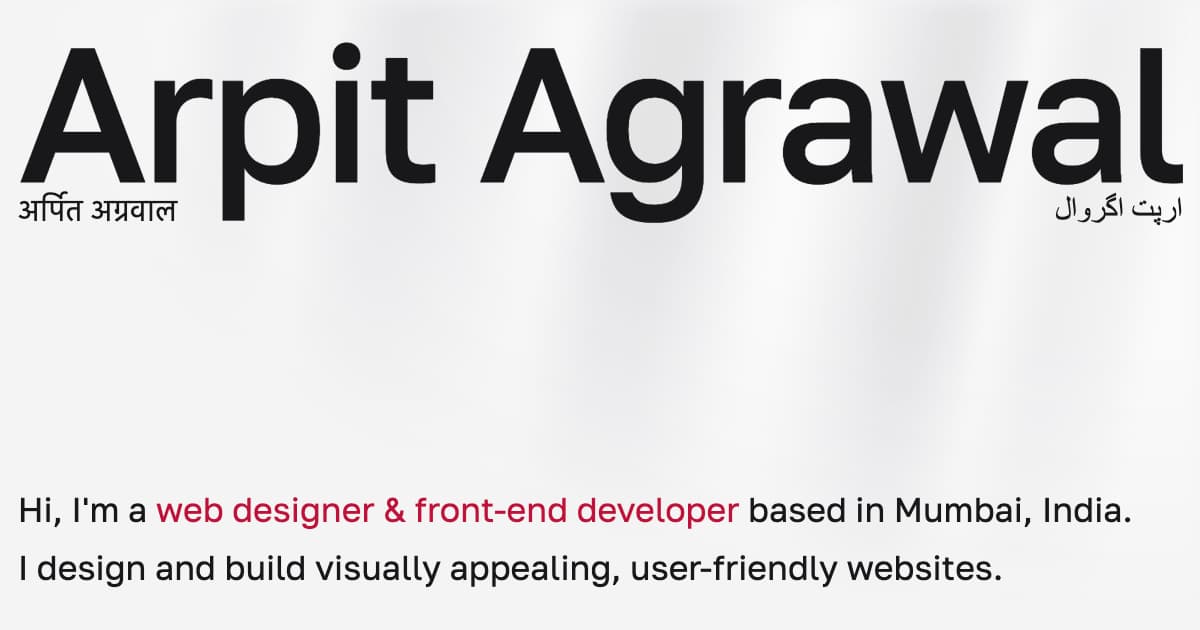 Arpit Agrawal
अर्पित अग्रवाल
ارپت اگروال
Hi, I'm a web designer & front-end developer based in Mumbai, India.
I design and build visually appealing, user-friendly websites.